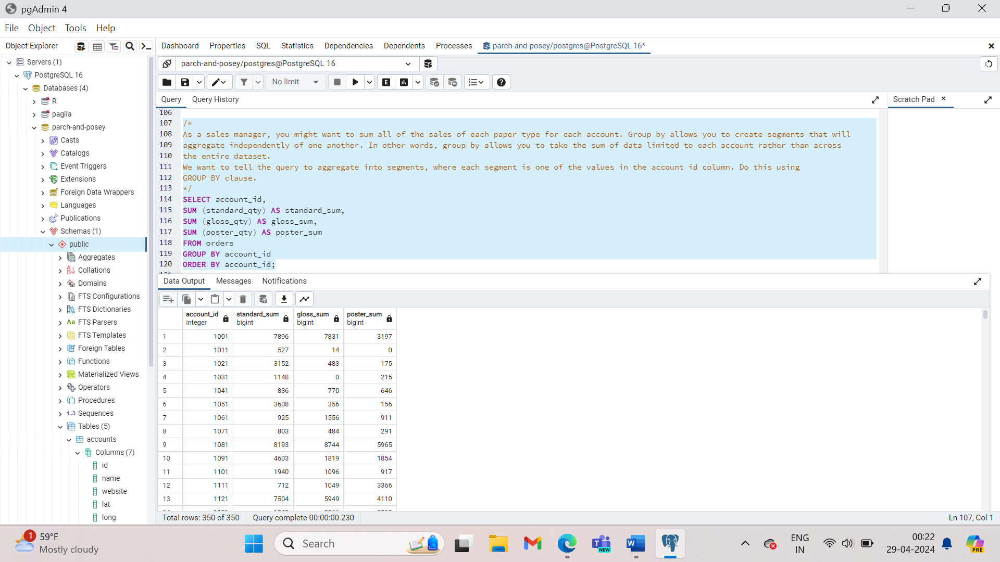 pgAdmin 4
File Object Tools Help
Object Explorer
Dashboard Properties SQL Statistics Dependencies Dependents Processes parch-and-posey/postgres@PostgreSQL 16*
Servers (1)
PostgreSQL 16
Databases (4)
R
pagila
parch-and-posey
Casts
Catalogs
Event Triggers
Extensions
Foreign Data Wrappers
Languages
Publications
Schemas (1)
public
Aggregates
Collations
Domains
FTS Configurations
FTS Dictionaries
Aa FTS Parsers
FTS Templates
Foreign Tables
Functions
Materialized Views
Operators
Procedures
1..3 Sequences
Tables (5)
accounts
Columns (7)
id
name
website
lat
long
parch-and-posey/postgres@PostgreSQL 16
No limit
E
Query Query History
Scratch Pad
106
107 /*
108 As a sales manager, you might want to sum all of the sales of each paper type for each account. Group by allows you to create segments that will
109 aggregate independently of one another. In other words, group by allows you to take the sum of data limited to each account rather than across
110 the entire dataset.
111 We want to tell the query to aggregate into segments, where each segment is one of the values in the account id column. Do this using
112 GROUP BY clause.
113 */
114 SELECT account_id,
115 SUM (standard_qty) AS standard_sum,
116 SUM (gloss_qty) AS gloss_sum,
117 SUM (poster_qty) AS poster_sum
118 FROM orders
119 GROUP BY account_id
120 ORDER BY account_id;
Data Output Messages Notifications
account_id standard_sum gloss_sum poster_sum
integer bigint bigint bigint
1 1001 7896 7831 3197
2 1011 527 14 0
3 1021 3152 483 175
4 1031 1148 0 215
5 1041 836 770 646
6 1051 3608 356 156
7 1061 925 1556 911
8 1071 803 484 291
9 1081 8193 8744 5965
10 1091 4603 1819 1854
11 1101 1940 1096 917
12 1111 712 1049 3366
13 1121 7504 5949 4110
Total rows: 350 of 350 Query complete 00:00:00.230
Ln 107, Col 1
1
59°F
Mostly cloudy
Search
NEW
ENG
IN
00:22
29-04-2024
PRE